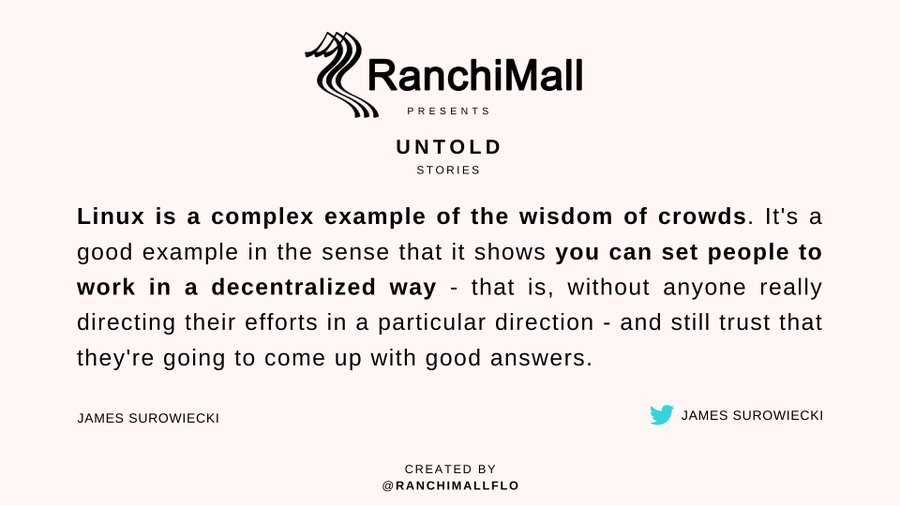 RanchiMall
PRESENTS
UNTOLD
STORIES
Linux is a complex example of the wisdom of crowds. It's a
good example in the sense that it shows you can set people to
work in a decentralized way - that is, without anyone really
directing their efforts in a particular direction - and still trust that
they're going to come up with good answers.
JAMES SUROWIECKI
JAMES SUROWIECKI
CREATED BY
@RANCHIMALLFLO